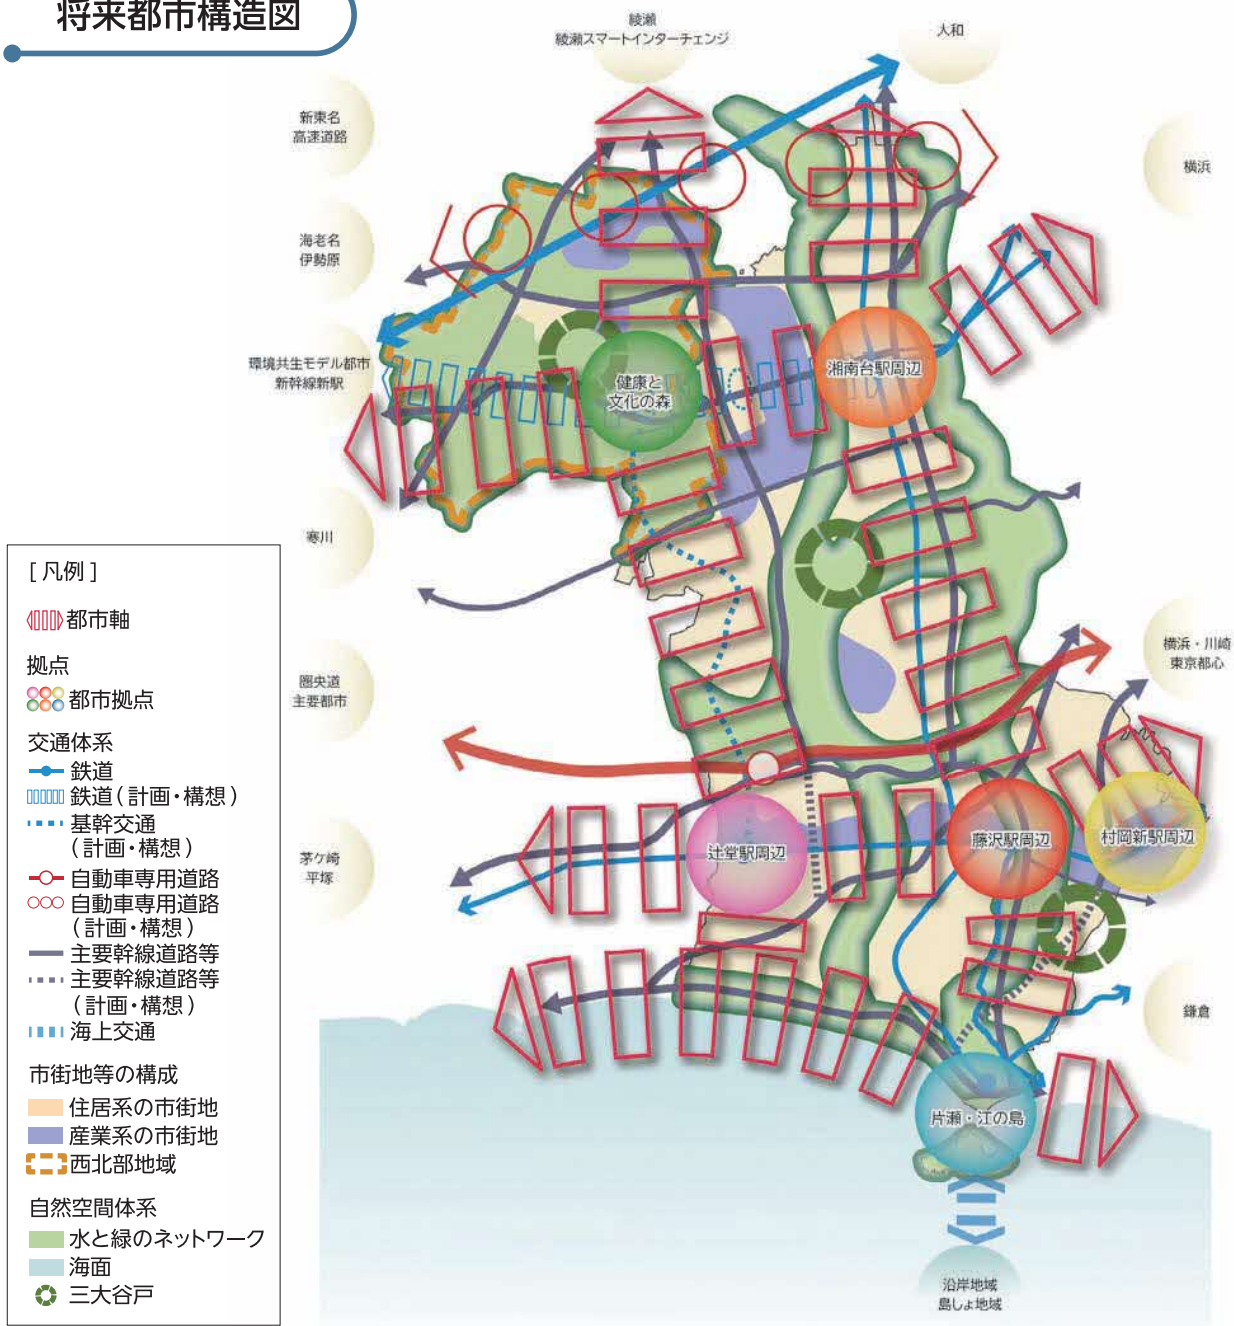 将来都市構造図
綾瀬
綾瀬スマートインターチェンジ
大和
新東名
高速道路
横浜
海老名
伊勢原
環境共生モデル都市
新幹線新駅
健康と
文化の森
湘南台駅周辺
寒川
圏央道
主要都市
横浜・川崎
東京都心
茅ケ崎
平塚
辻堂駅周辺
藤沢駅周辺
村岡新駅周辺
鎌倉
片瀬・江の島
沿岸地域
島しょ地域
[凡例]
都市軸
拠点
都市拠点
交通体系
鉄道
鉄道(計画・構想)
基幹交通
(計画・構想)
自動車専用道路
自動車専用道路
(計画・構想)
主要幹線道路等
主要幹線道路等
(計画・構想)
海上交通
市街地等の構成
住居系の市街地
産業系の市街地
西北部地域
自然空間体系
水と緑のネットワーク
海面
三大谷戸